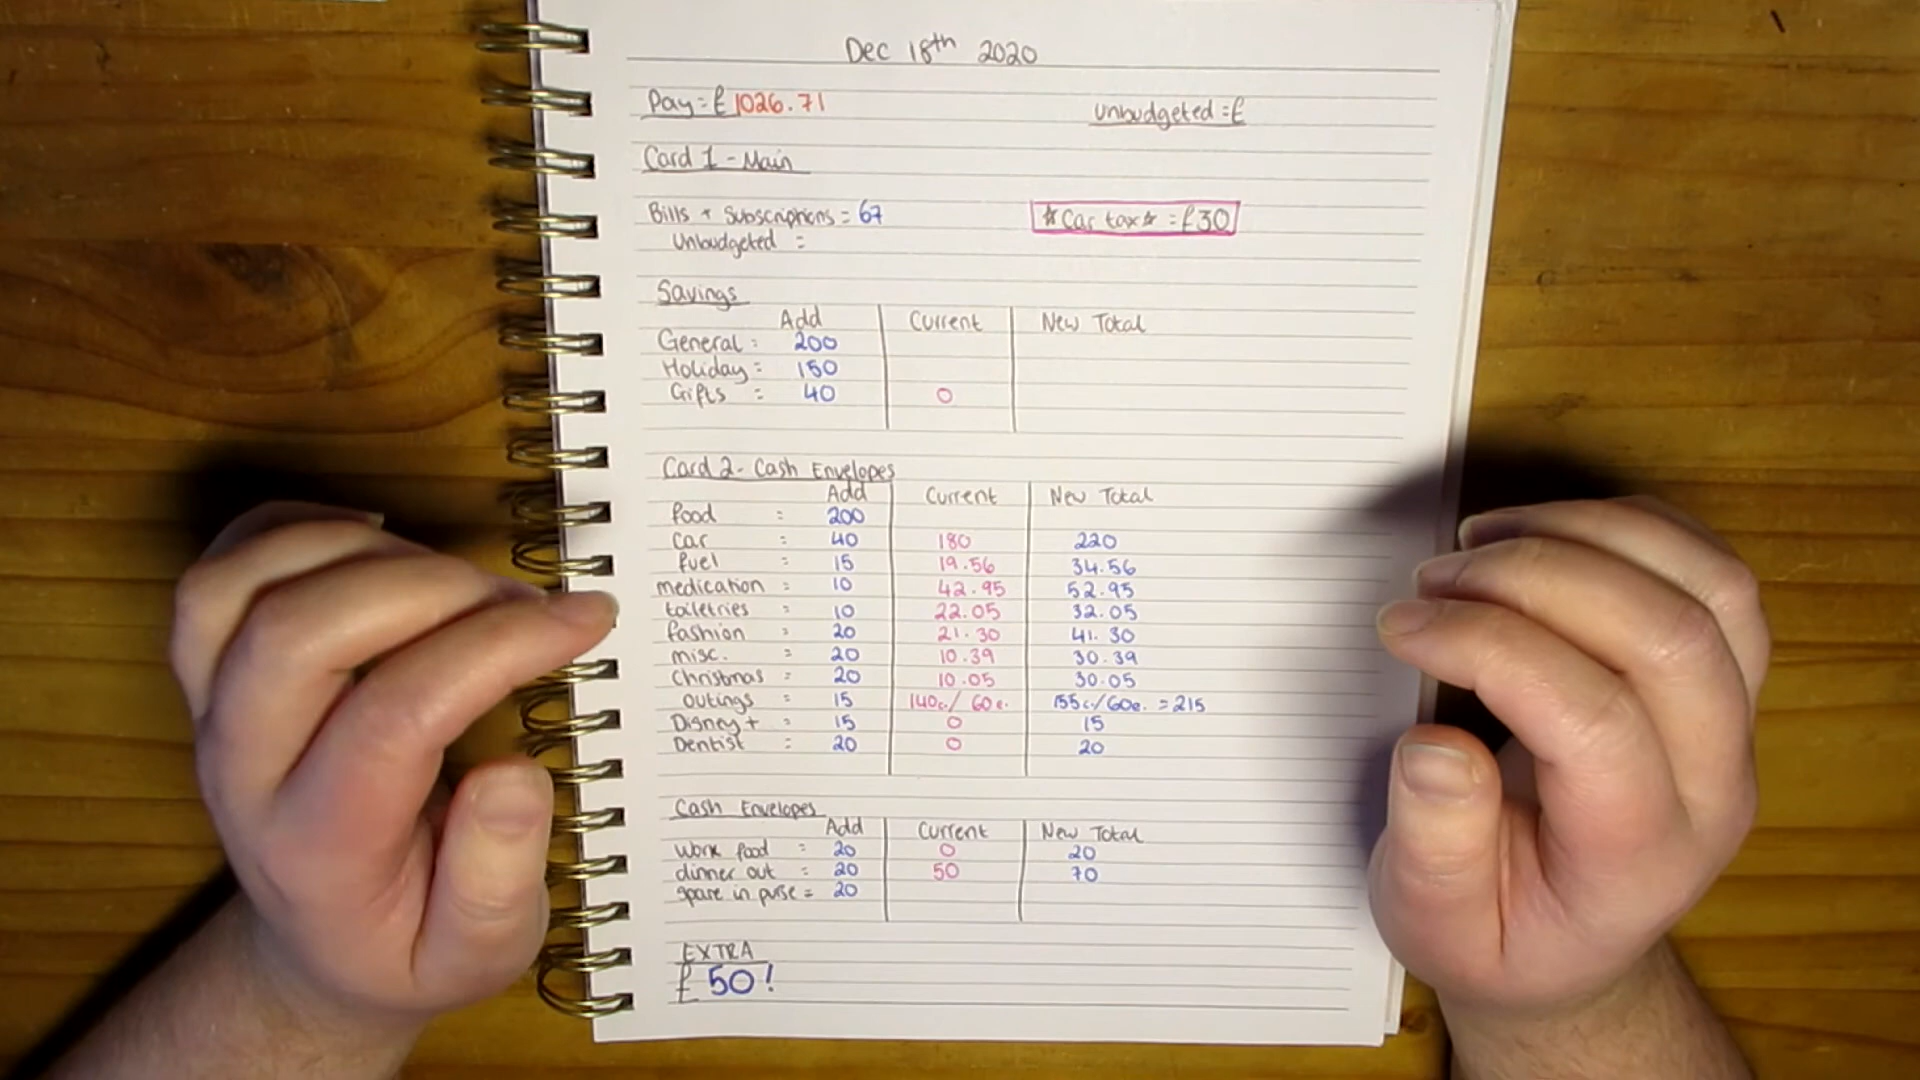 Dec 18th 2020
Pay = £1026.71 unbudgeted = £
Card 1 - Main
Bills + Subscriptions = 67 *Car tax* = £30
Unbudgeted =
Savings
Add Current New Total
General = 200
Holiday = 150
Gifts = 40 0
Card 2 - Cash Envelopes
Add Current New Total
food = 200
car = 40 180 220
fuel = 15 19.56 34.56
medication = 10 42.95 52.95
toiletries = 10 22.05 32.05
fashion = 20 21.30 41.30
misc. = 20 10.39 30.39
Christmas = 20 10.05 30.05
outings = 15 140c./60e. 155c./60e. = 215
Disney+ = 15 0 15
Dentist = 20 0 20
Cash Envelopes
Add Current New Total
work food = 20 0 20
dinner out = 20 50 70
spare in purse = 20
EXTRA
£50!